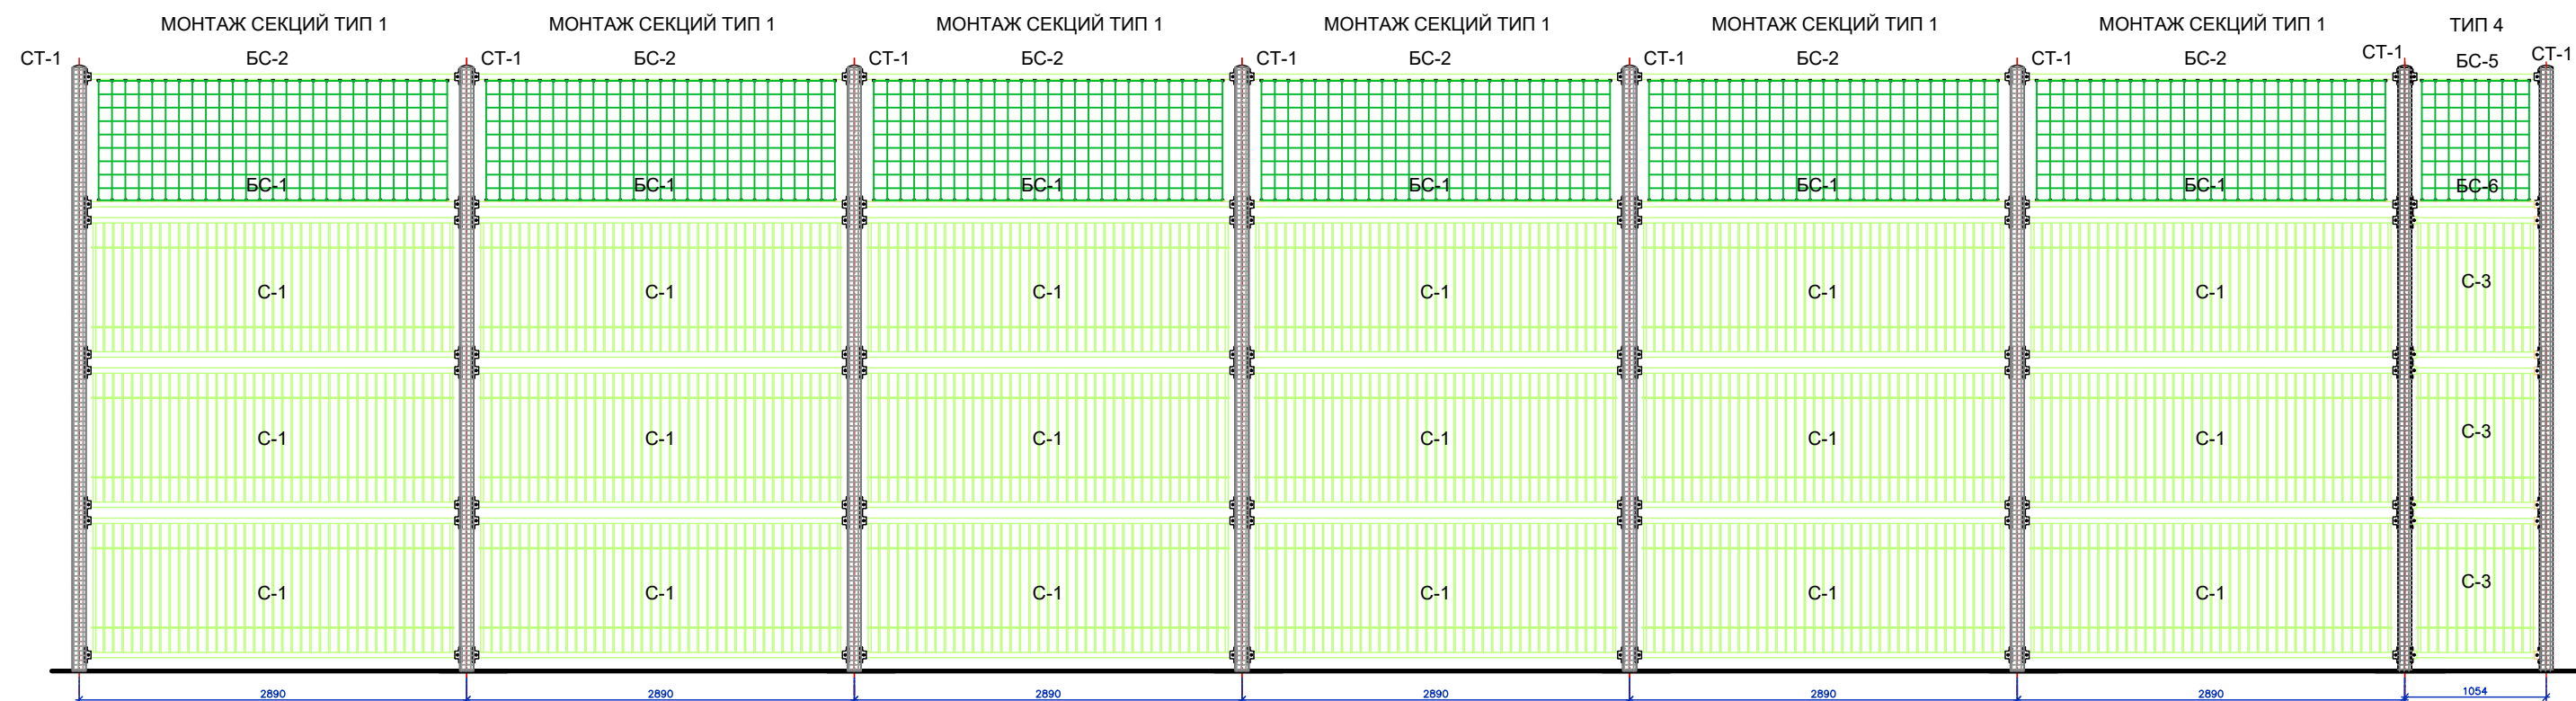 МОНТАЖ СЕКЦИЙ ТИП 1 МОНТАЖ СЕКЦИЙ ТИП 1 МОНТАЖ СЕКЦИЙ ТИП 1 МОНТАЖ СЕКЦИЙ ТИП 1 МОНТАЖ СЕКЦИЙ ТИП 1 МОНТАЖ СЕКЦИЙ ТИП 1 ТИП 4
СТ-1 БС-2 СТ-1 БС-2 СТ-1 БС-2 СТ-1 БС-2 СТ-1 БС-2 СТ-1 БС-2 СТ-1 БС-5 СТ-1
БС-1 БС-1 БС-1 БС-1 БС-1 БС-1 БС-6
С-1 С-1 С-1 С-1 С-1 С-1 С-3
С-1 С-1 С-1 С-1 С-1 С-1 С-3
С-1 С-1 С-1 С-1 С-1 С-1 С-3
2890 2890 2890 2890 2890 2890 1054